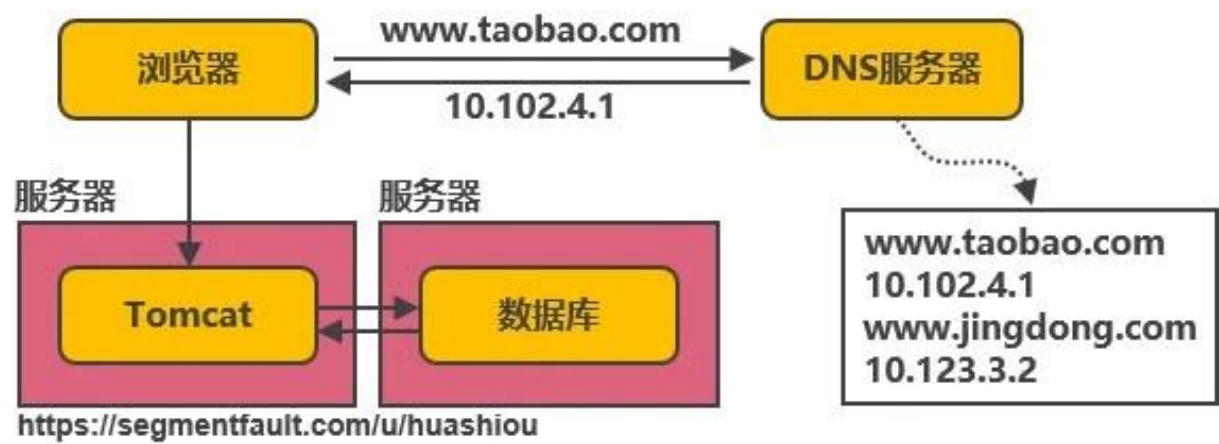 www.taobao.com
浏览器
DNS服务器
10.102.4.1
服务器
服务器
www.taobao.com
10.102.4.1
www.jingdong.com
10.123.3.2
Tomcat
数据库
https://segmentfault.com/u/huashiou